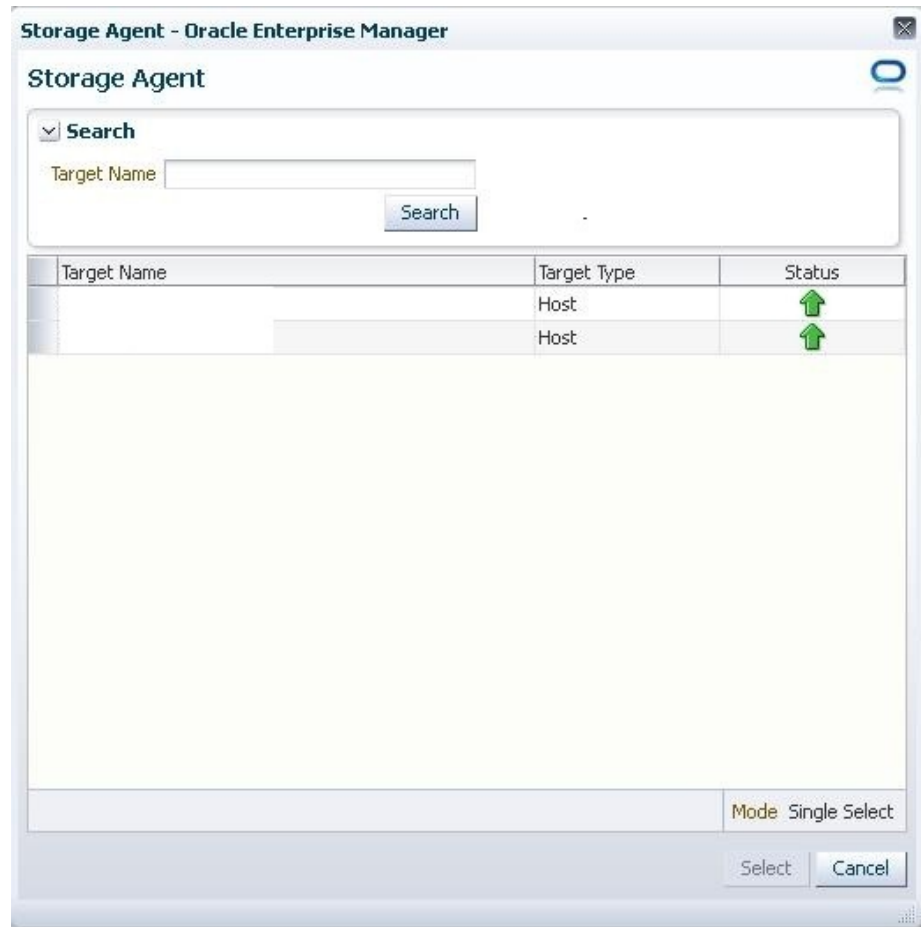 Storage Agent - Oracle Enterprise Manager
Storage Agent
Search
Target Name
Search
Target Name Target Type Status
Host
Host
Mode Single Select
Select Cancel